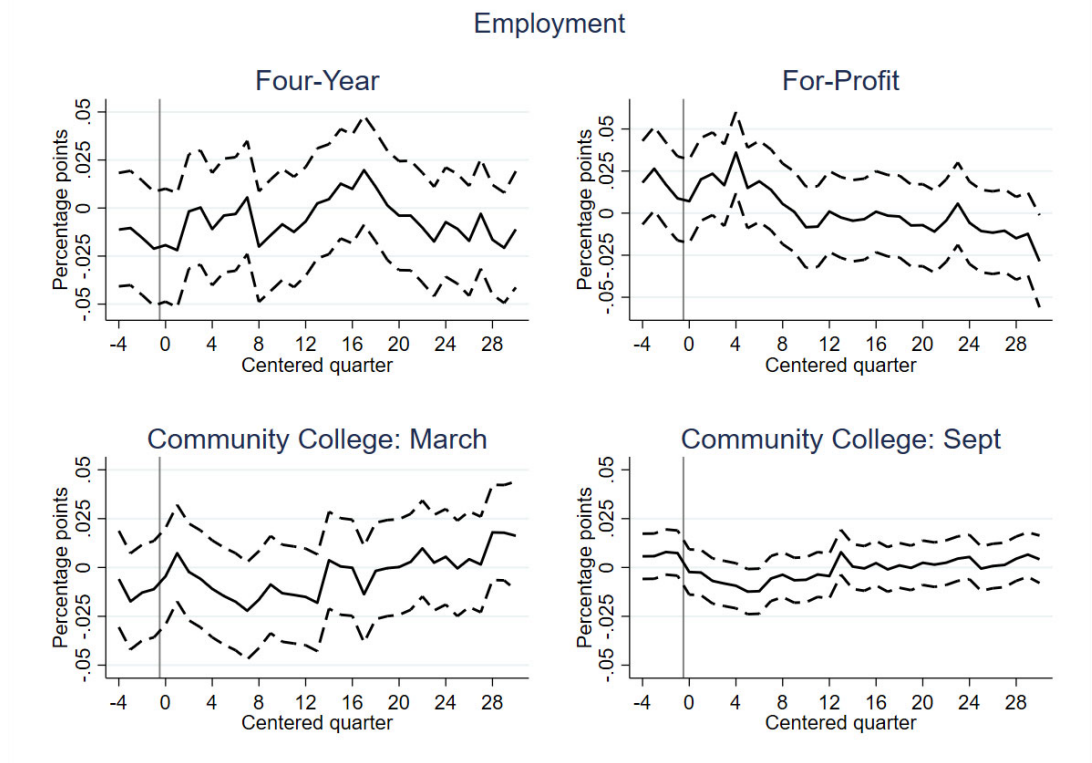 Employment
Four-Year
Percentage points
.05
.025
0
-.025
-.05
-4 0 4 8 12 16 20 24 28
Centered quarter
For-Profit
Percentage points
.05
.025
0
-.025
-.05
-4 0 4 8 12 16 20 24 28
Centered quarter
Community College: March
Percentage points
.05
.025
0
-.025
-.05
-4 0 4 8 12 16 20 24 28
Centered quarter
Community College: Sept
Percentage points
.05
.025
0
-.025
-.05
-4 0 4 8 12 16 20 24 28
Centered quarter